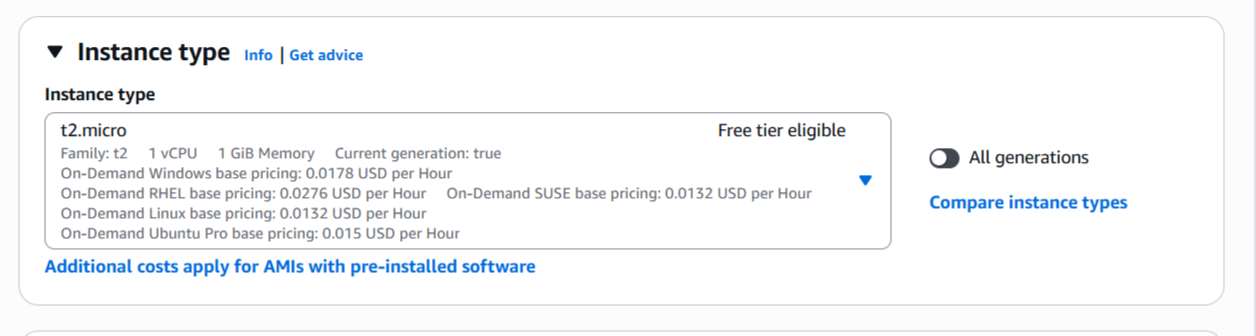 Instance type Info | Get advice
Instance type
t2.micro Free tier eligible
Family: t2 1 vCPU 1 GiB Memory Current generation: true
On-Demand Windows base pricing: 0.0178 USD per Hour
On-Demand RHEL base pricing: 0.0276 USD per Hour On-Demand SUSE base pricing: 0.0132 USD per Hour
On-Demand Linux base pricing: 0.0132 USD per Hour
On-Demand Ubuntu Pro base pricing: 0.015 USD per Hour
All generations
Compare instance types
Additional costs apply for AMIs with pre-installed software